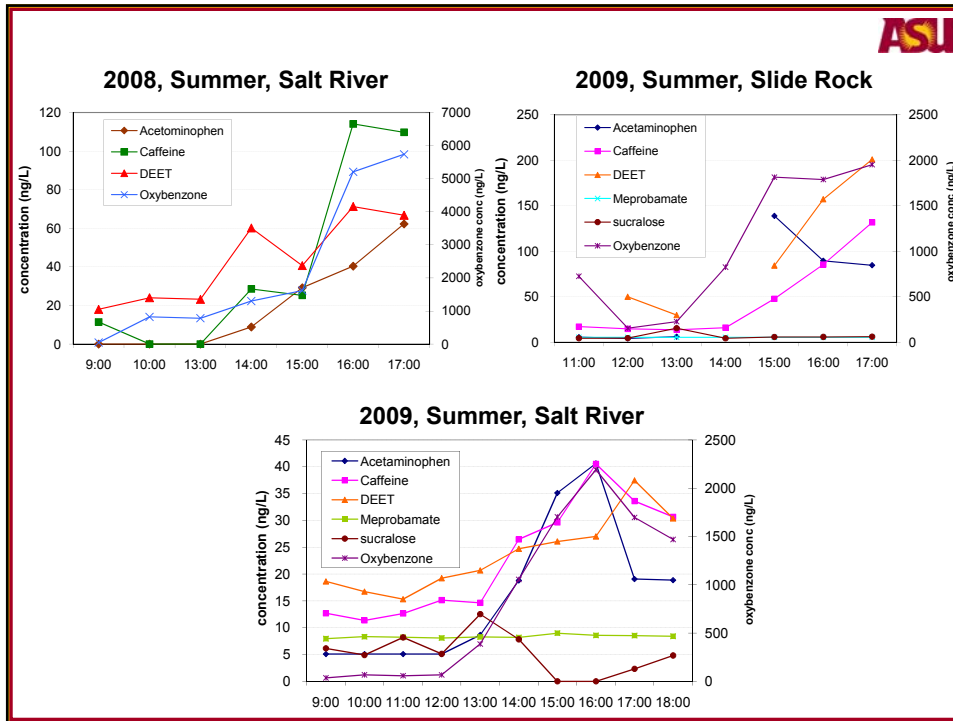 ASU
2008, Summer, Salt River
120
100
80
60
40
20
0
concentration (ng/L)
Acetominophen
Caffeine
DEET
Oxybenzone
7000
6000
5000
4000
3000
2000
1000
0
oxybenzone conc (ng/L)
9:00 10:00 13:00 14:00 15:00 16:00 17:00
2009, Summer, Slide Rock
250
200
150
100
50
0
concentration (ng/L)
Acetaminophen
Caffeine
DEET
Meprobamate
sucralose
Oxybenzone
2500
2000
1500
1000
500
0
oxybenzone conc (ng/L)
11:00 12:00 13:00 14:00 15:00 16:00 17:00
2009, Summer, Salt River
45
40
35
30
25
20
15
10
5
0
concentration (ng/L)
Acetaminophen
Caffeine
DEET
Meprobamate
sucralose
Oxybenzone
2500
2000
1500
1000
500
0
oxybenzone conc (ng/L)
9:00 10:00 11:00 12:00 13:00 14:00 15:00 16:00 17:00 18:00